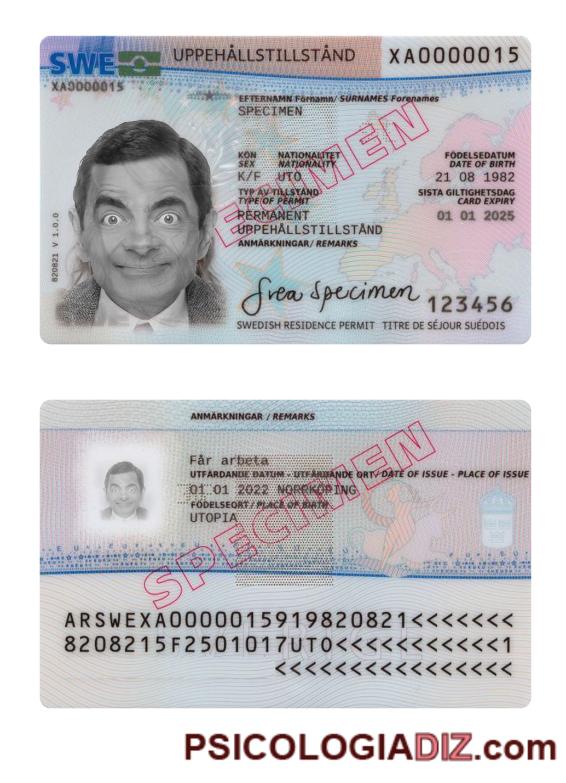 SWE UPPEHÅLLSTILLSTÅND XA0000015
XA0000015
EFTERNAMN Förnamn/ SURNAMES Forenames
SPECIMEN
KÖN NATIONALITET FÖDELSEDATUM
SEX NATIONALITY DATE OF BIRTH
K/F UTO 21 08 1982
TYP AV TILLSTÅND SISTA GILTIGHETSDAG
TYPE OF PERMIT CARD EXPIRY
PERMANENT 01 01 2025
UPPEHÅLLSTILLSTÅND
ANMÄRKNINGAR/ REMARKS
820821 V 1.0.0
Svea Specimen 123456
SWEDISH RESIDENCE PERMIT TITRE DE SÉJOUR SUÉDOIS
SPECIMEN
ANMÄRKNINGAR / REMARKS
Får arbeta
UTFÄRDANDE DATUM - UTFÄRDANDE ORT/ DATE OF ISSUE - PLACE OF ISSUE
01 01 2022 NORRKÖPING
FÖDELSEORT / PLACE OF BIRTH
UTOPIA
SPECIMEN
ARSWEXA0000015919820821<<<<<<<
8208215F2501017UTO<<<<<<<<<<<1
<<<<<<<<<<<<<<<<<
PSICOLOGIADIZ.com